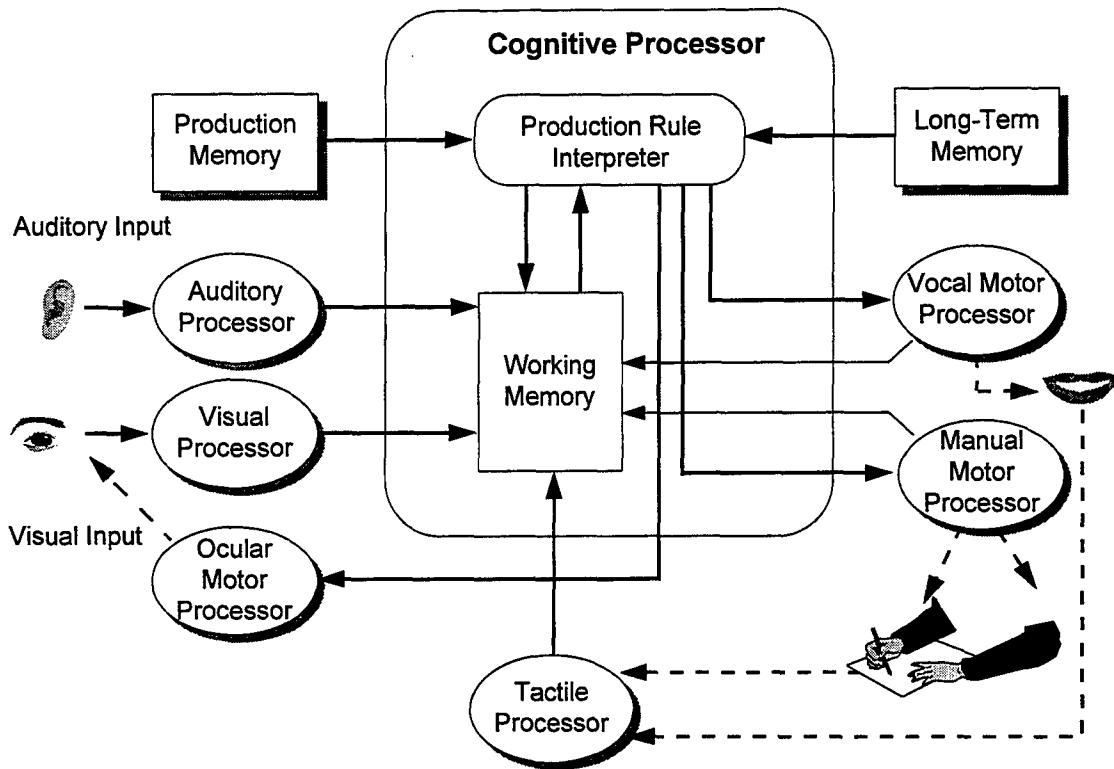 Cognitive Processor
Production
Memory
Production Rule
Interpreter
Long-Term
Memory
Auditory Input
Auditory
Processor
Vocal Motor
Processor
Working
Memory
Visual
Processor
Manual
Motor
Processor
Visual Input
Ocular
Motor
Processor
Tactile
Processor